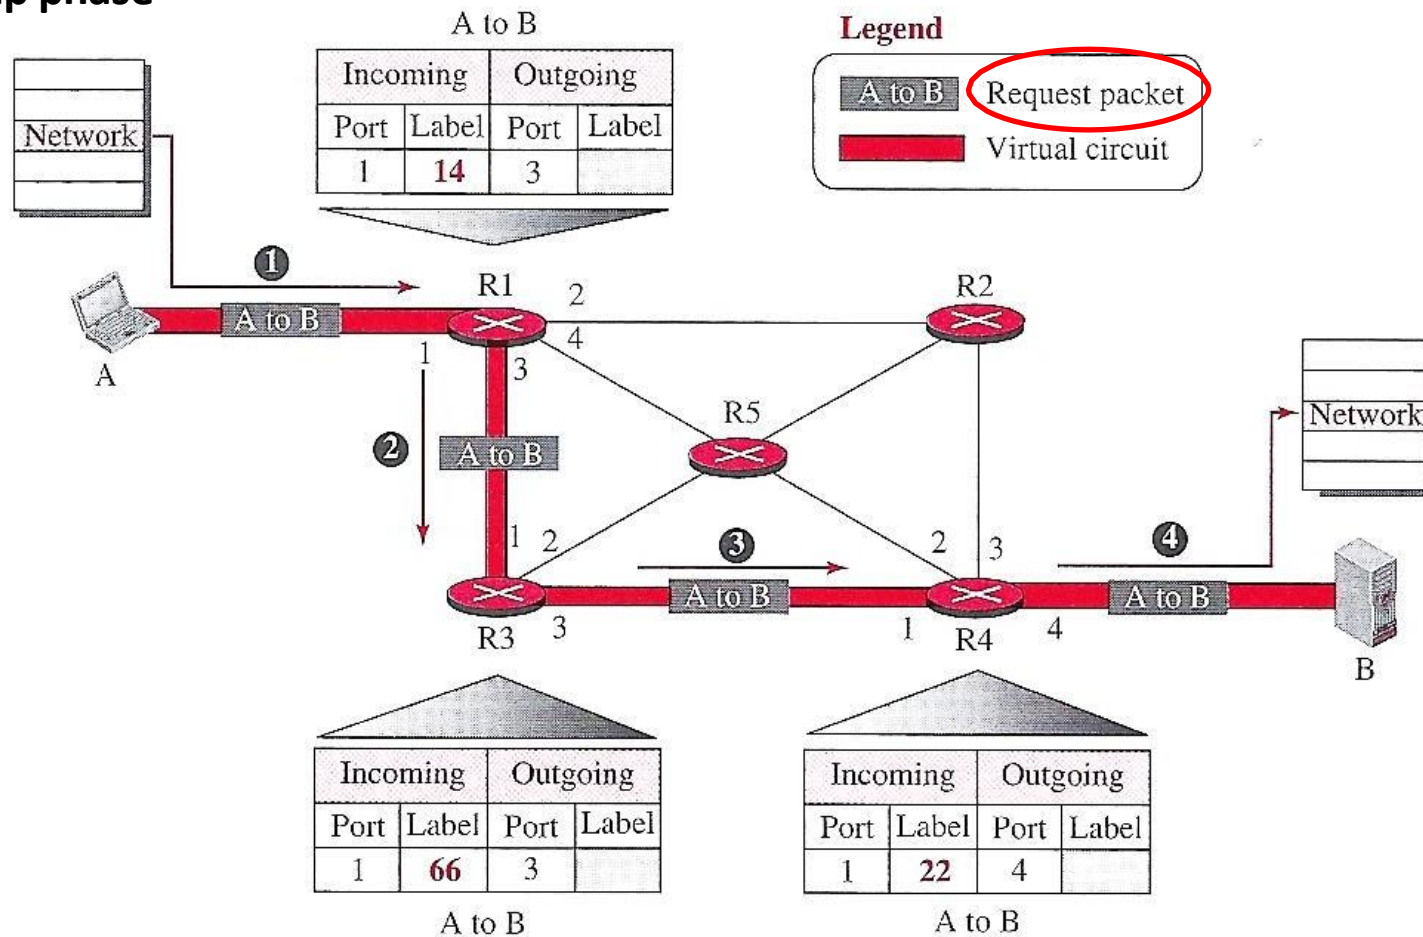 up phase
A to B
Incoming Outgoing
Port Label Port Label
1 14 3
Legend
A to B Request packet
Virtual circuit
Network
1
A to B
A
1
R1
2
4
3
R2
2
A to B
R5
Network
1
2
3
2
3
4
R3
3
A to B
1
R4
4
A to B
B
Incoming Outgoing
Port Label Port Label
1 66 3
A to B
Incoming Outgoing
Port Label Port Label
1 22 4
A to B